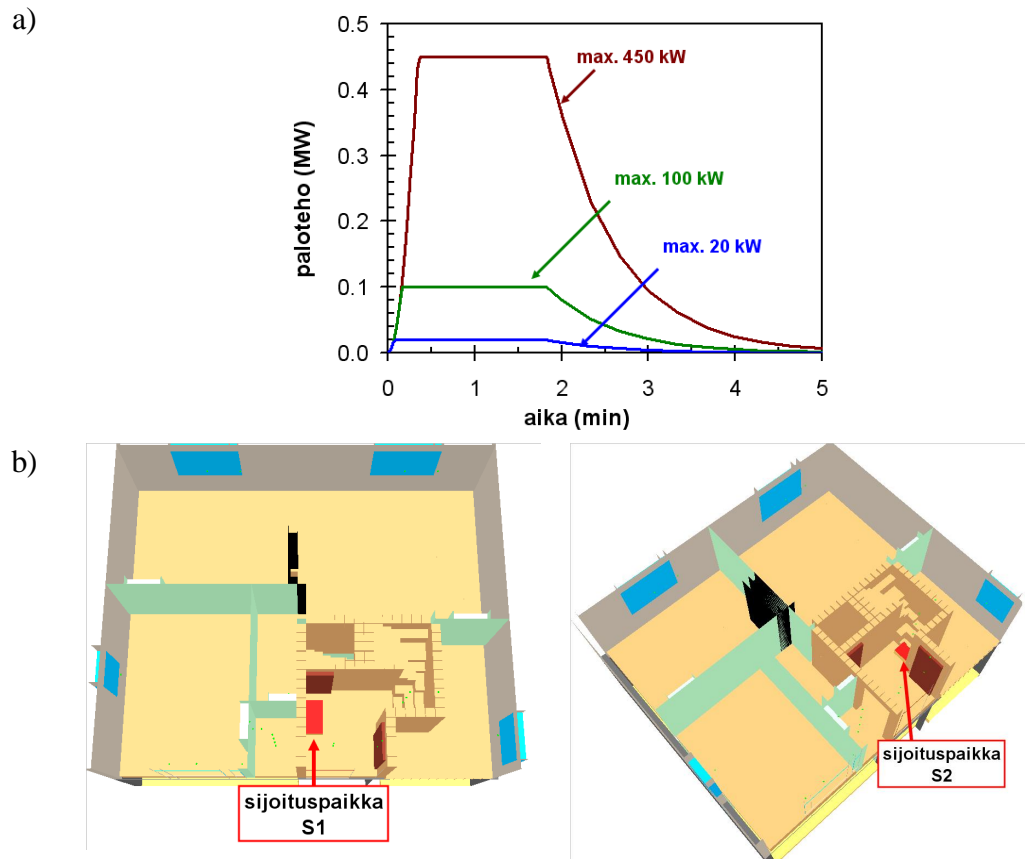 a)
0.5
0.4
0.3
0.2
0.1
0.0
paloteho (MW)
max. 450 kW
max. 100 kW
max. 20 kW
0 1 2 3 4 5
aika (min)
b)
sijoituspaikka
S1
sijoituspaikka
S2